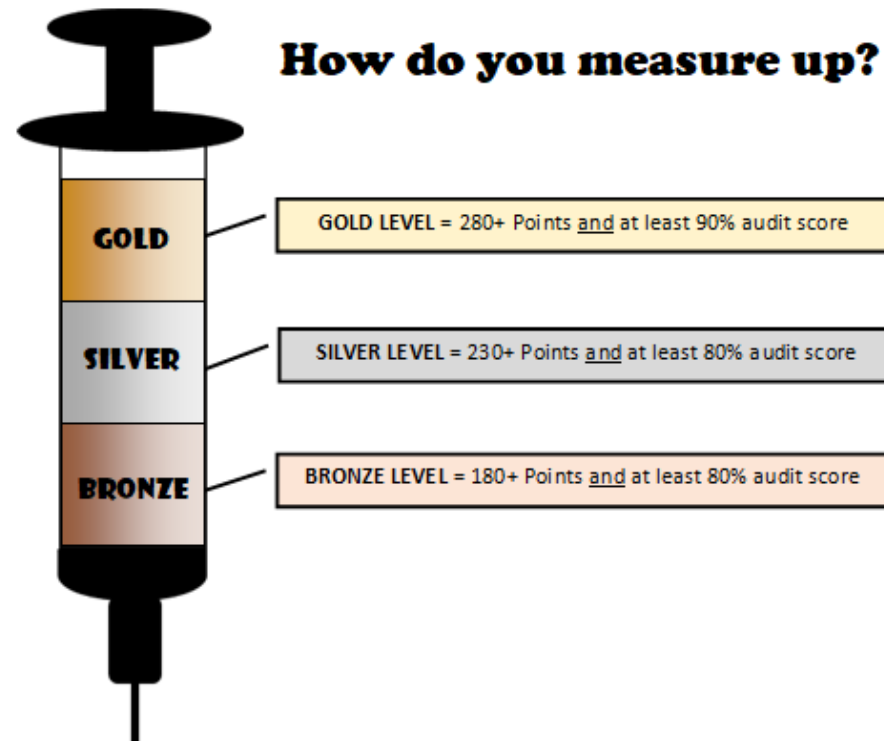 How do you measure up?
GOLD
GOLD LEVEL = 280+ Points and at least 90% audit score
SILVER
SILVER LEVEL = 230+ Points and at least 80% audit score
BRONZE
BRONZE LEVEL = 180+ Points and at least 80% audit score